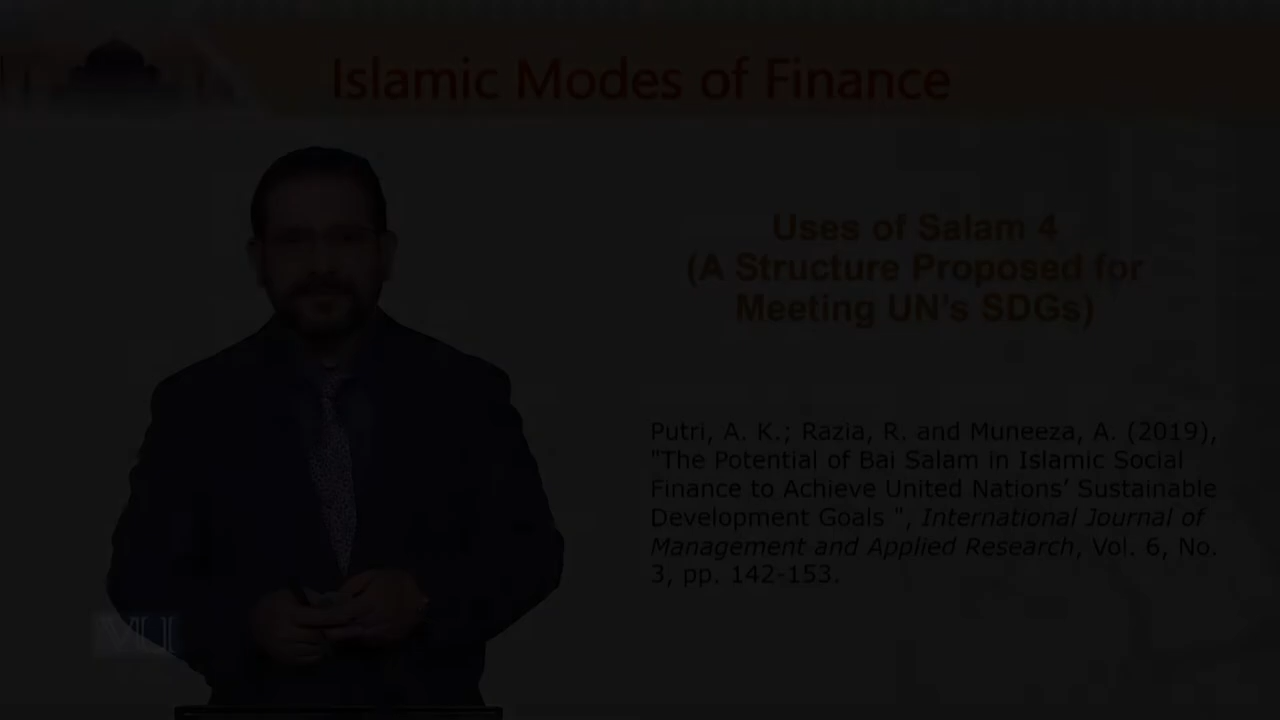 Islamic Modes of Finance
Uses of Salam 4
(A Structure Proposed for
Meeting UN's SDGs)
Putri, A. K.; Razia, R. and Muneeza, A. (2019),
"The Potential of Bai Salam in Islamic Social
Finance to Achieve United Nations’ Sustainable
Development Goals ", International Journal of
Management and Applied Research, Vol. 6, No.
3, pp. 142-153.
VU